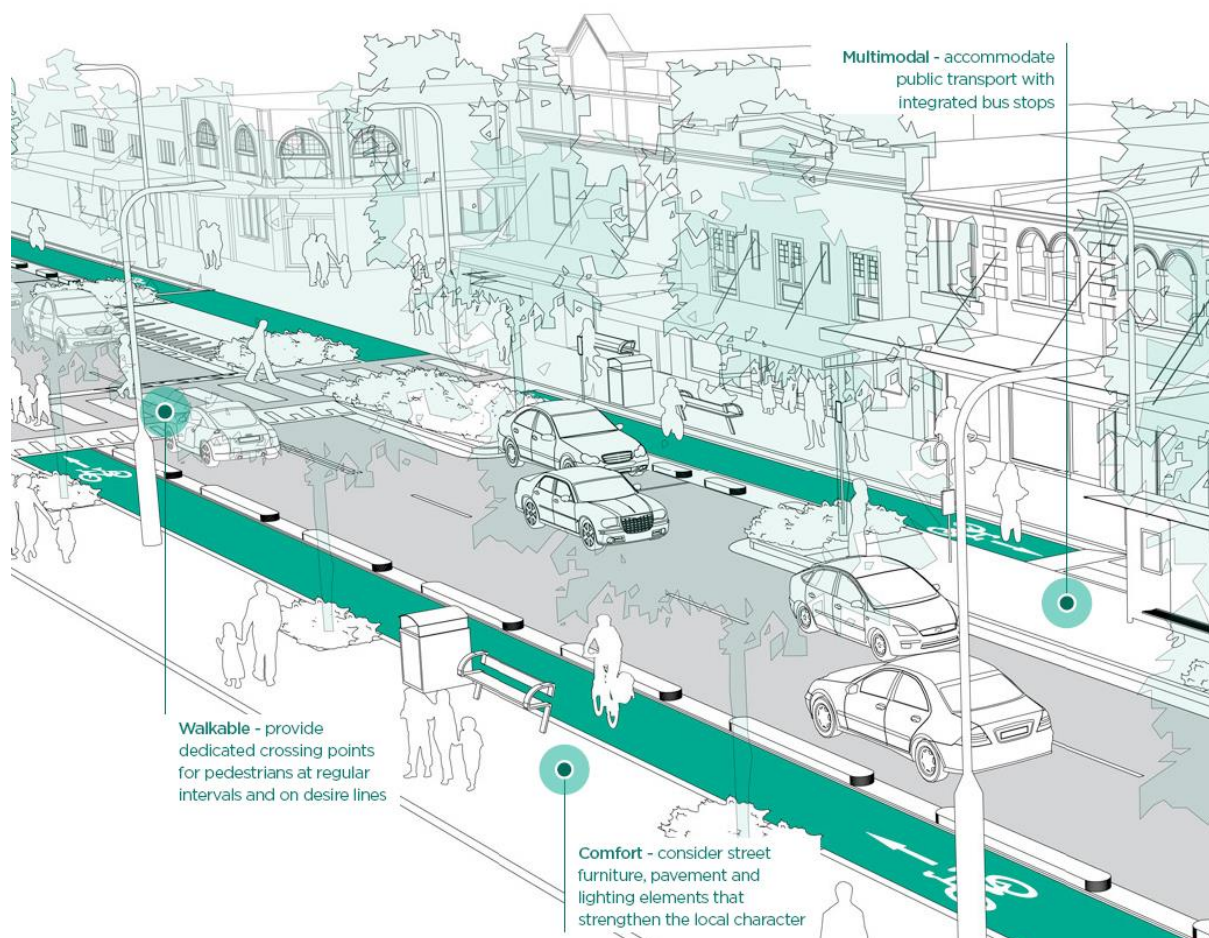 Multimodal - accommodate
public transport with
integrated bus stops
Walkable - provide
dedicated crossing points
for pedestrians at regular
intervals and on desire lines
Comfort - consider street
furniture, pavement and
lighting elements that
strengthen the local character